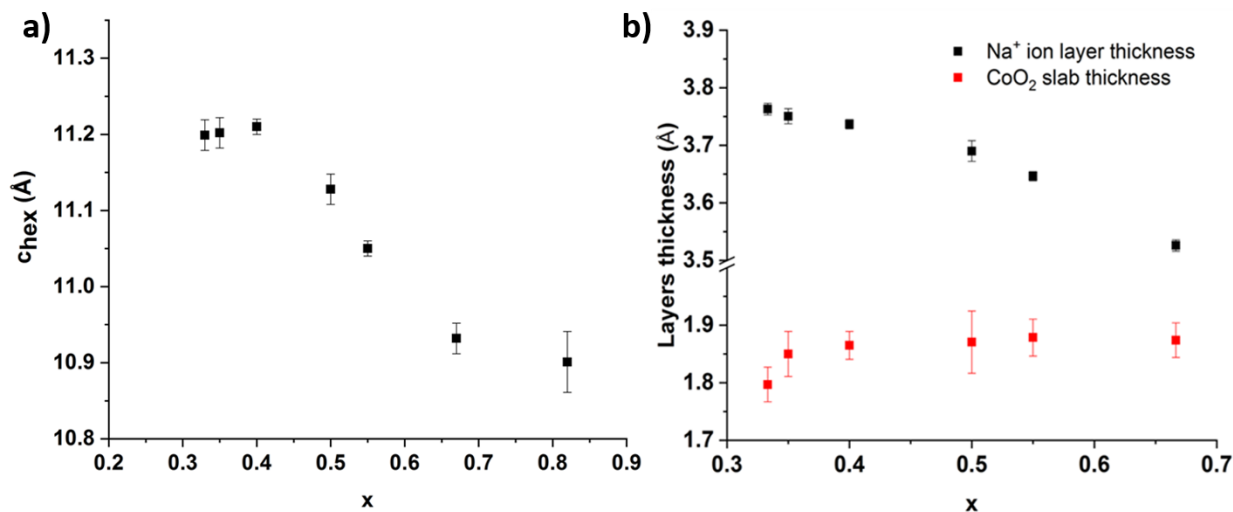 a)
c_hex (Å)
11.3
11.2
11.1
11.0
10.9
10.8
0.2 0.3 0.4 0.5 0.6 0.7 0.8 0.9
x
b)
Layers thickness (Å)
3.9
3.8
3.7
3.6
3.5
1.9
1.8
1.7
Na⁺ ion layer thickness
CoO₂ slab thickness
0.3 0.4 0.5 0.6 0.7
x